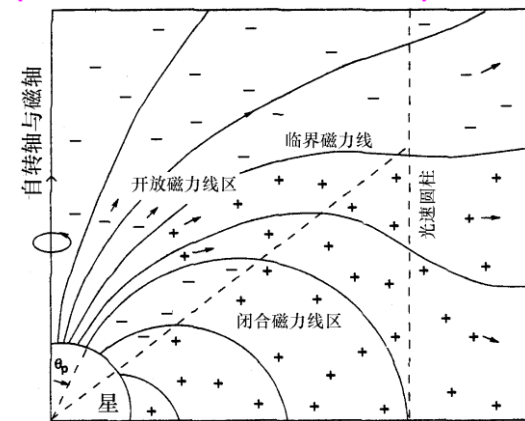 自转轴与磁轴
临界磁力线
开放磁力线区
光速圆柱
闭合磁力线区
θp
星